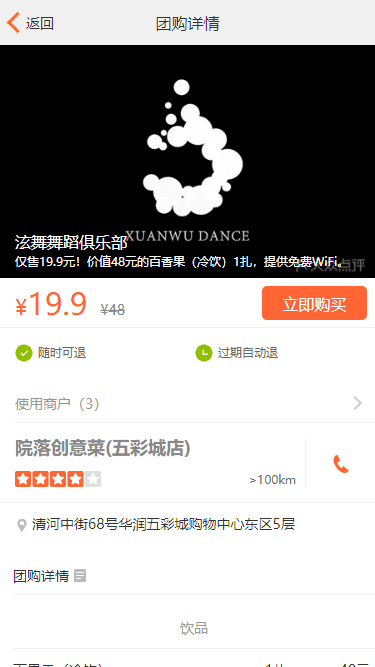 返回
团购详情
XUANWU DANCE
泫舞舞蹈俱乐部
仅售19.9元！价值48元的百香果（冷饮）1扎，提供免费WiFi。
¥19.9 ¥48
立即购买
随时可退
过期自动退
使用商户（3）
院落创意菜(五彩城店)
>100km
清河中街68号华润五彩城购物中心东区5层
团购详情
饮品